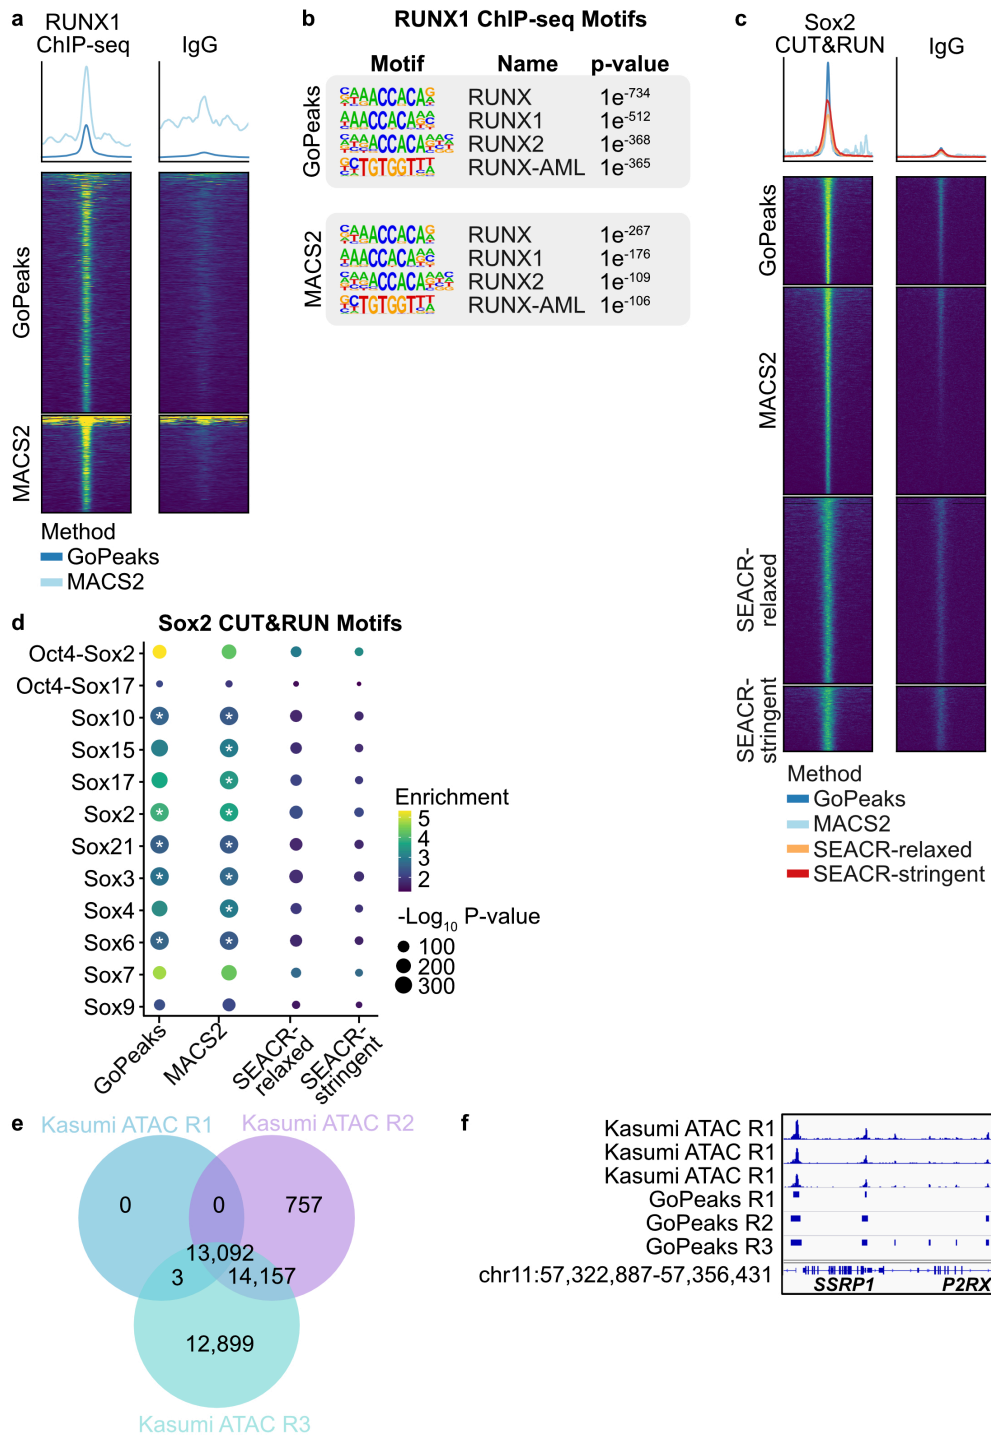 a
RUNX1
ChIP-seq
IgG
GoPeaks
MACS2
Method
GoPeaks
MACS2
b
RUNX1 ChIP-seq Motifs
Motif Name p-value
GoPeaks
RUNX 1e-734
RUNX1 1e-512
RUNX2 1e-368
RUNX-AML 1e-365
MACS2
RUNX 1e-267
RUNX1 1e-176
RUNX2 1e-109
RUNX-AML 1e-106
c
Sox2
CUT&RUN
IgG
GoPeaks
MACS2
SEACR-
relaxed
SEACR-
stringent
Method
GoPeaks
MACS2
SEACR-relaxed
SEACR-stringent
d
Sox2 CUT&RUN Motifs
Oct4-Sox2
Oct4-Sox17
Sox10
Sox15
Sox17
Sox2
Sox21
Sox3
Sox4
Sox6
Sox7
Sox9
GoPeaks
MACS2
SEACR-
relaxed
SEACR-
stringent
Enrichment
5
4
3
2
-Log10 P-value
100
200
300
e
Kasumi ATAC R1
Kasumi ATAC R2
0
0
757
13,092
3
14,157
12,899
Kasumi ATAC R3
f
Kasumi ATAC R1
Kasumi ATAC R1
Kasumi ATAC R1
GoPeaks R1
GoPeaks R2
GoPeaks R3
chr11:57,322,887-57,356,431
SSRP1
P2RX